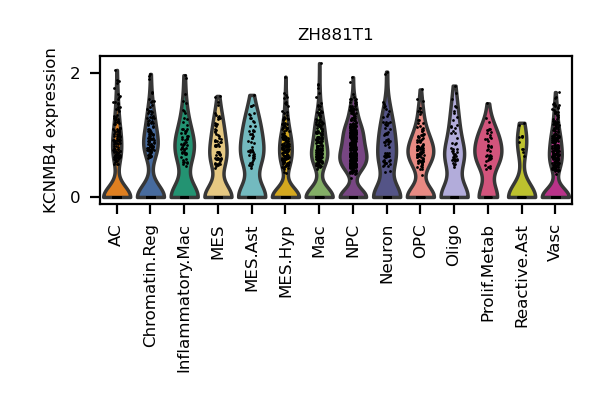 ZH881T1
KCNMB4 expression
2
0
AC
Chromatin.Reg
Inflammatory.Mac
MES
MES.Ast
MES.Hyp
Mac
NPC
Neuron
OPC
Oligo
Prolif.Metab
Reactive.Ast
Vasc